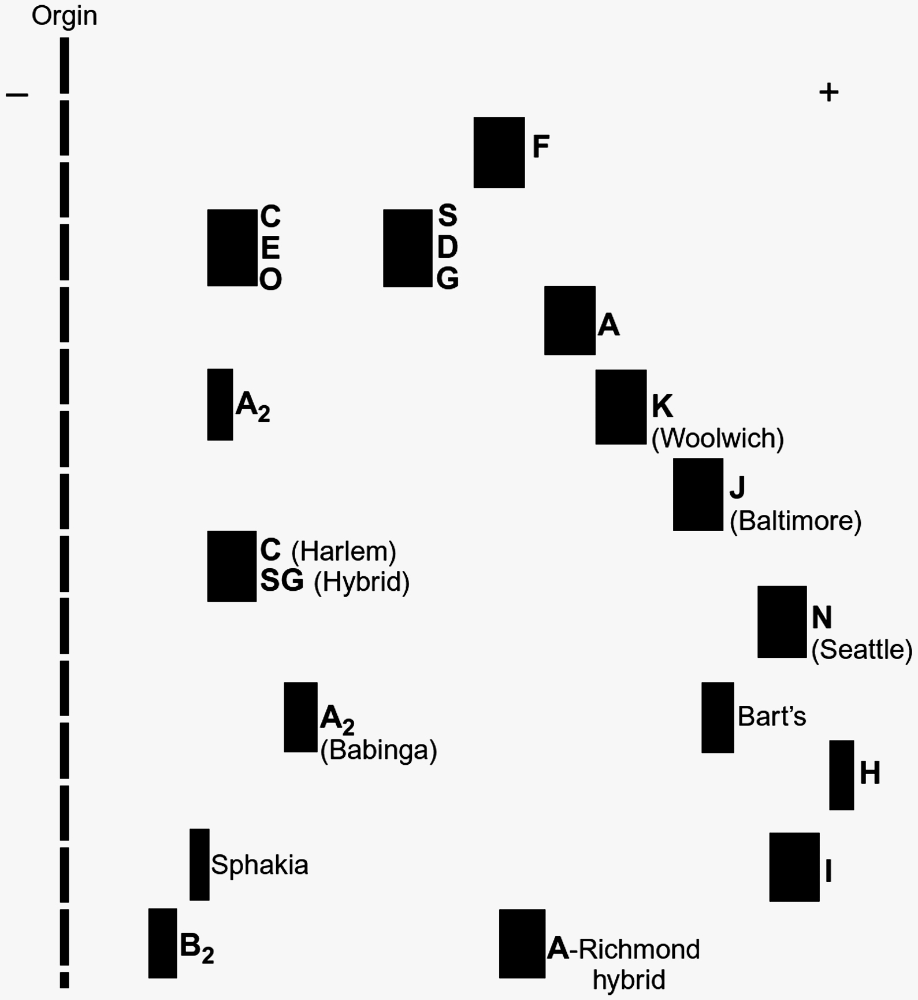 Orgin
– +
F
C
E
O
S
D
G
A
A₂
K
(Woolwich)
J
(Baltimore)
C (Harlem)
SG (Hybrid)
N
(Seattle)
A₂
(Babinga)
Bart’s
H
Sphakia
I
B₂
A-Richmond
hybrid